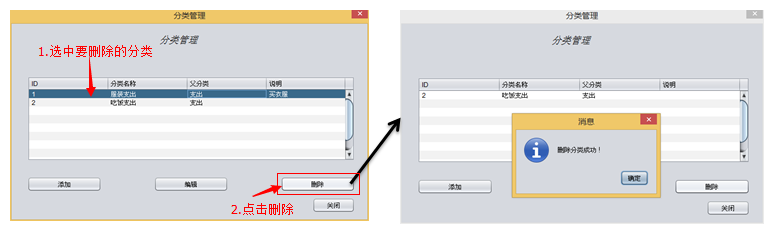 分类管理
分类管理
1.选中要删除的分类
ID 分类名称 父分类 说明
1 服装支出 支出 买衣服
2 吃饭支出 支出
添加 编辑 删除
2.点击删除
关闭
分类管理
分类管理
ID 分类名称 父分类 说明
2 吃饭支出 支出
消息
删除分类成功！
确定
添加 删除
关闭